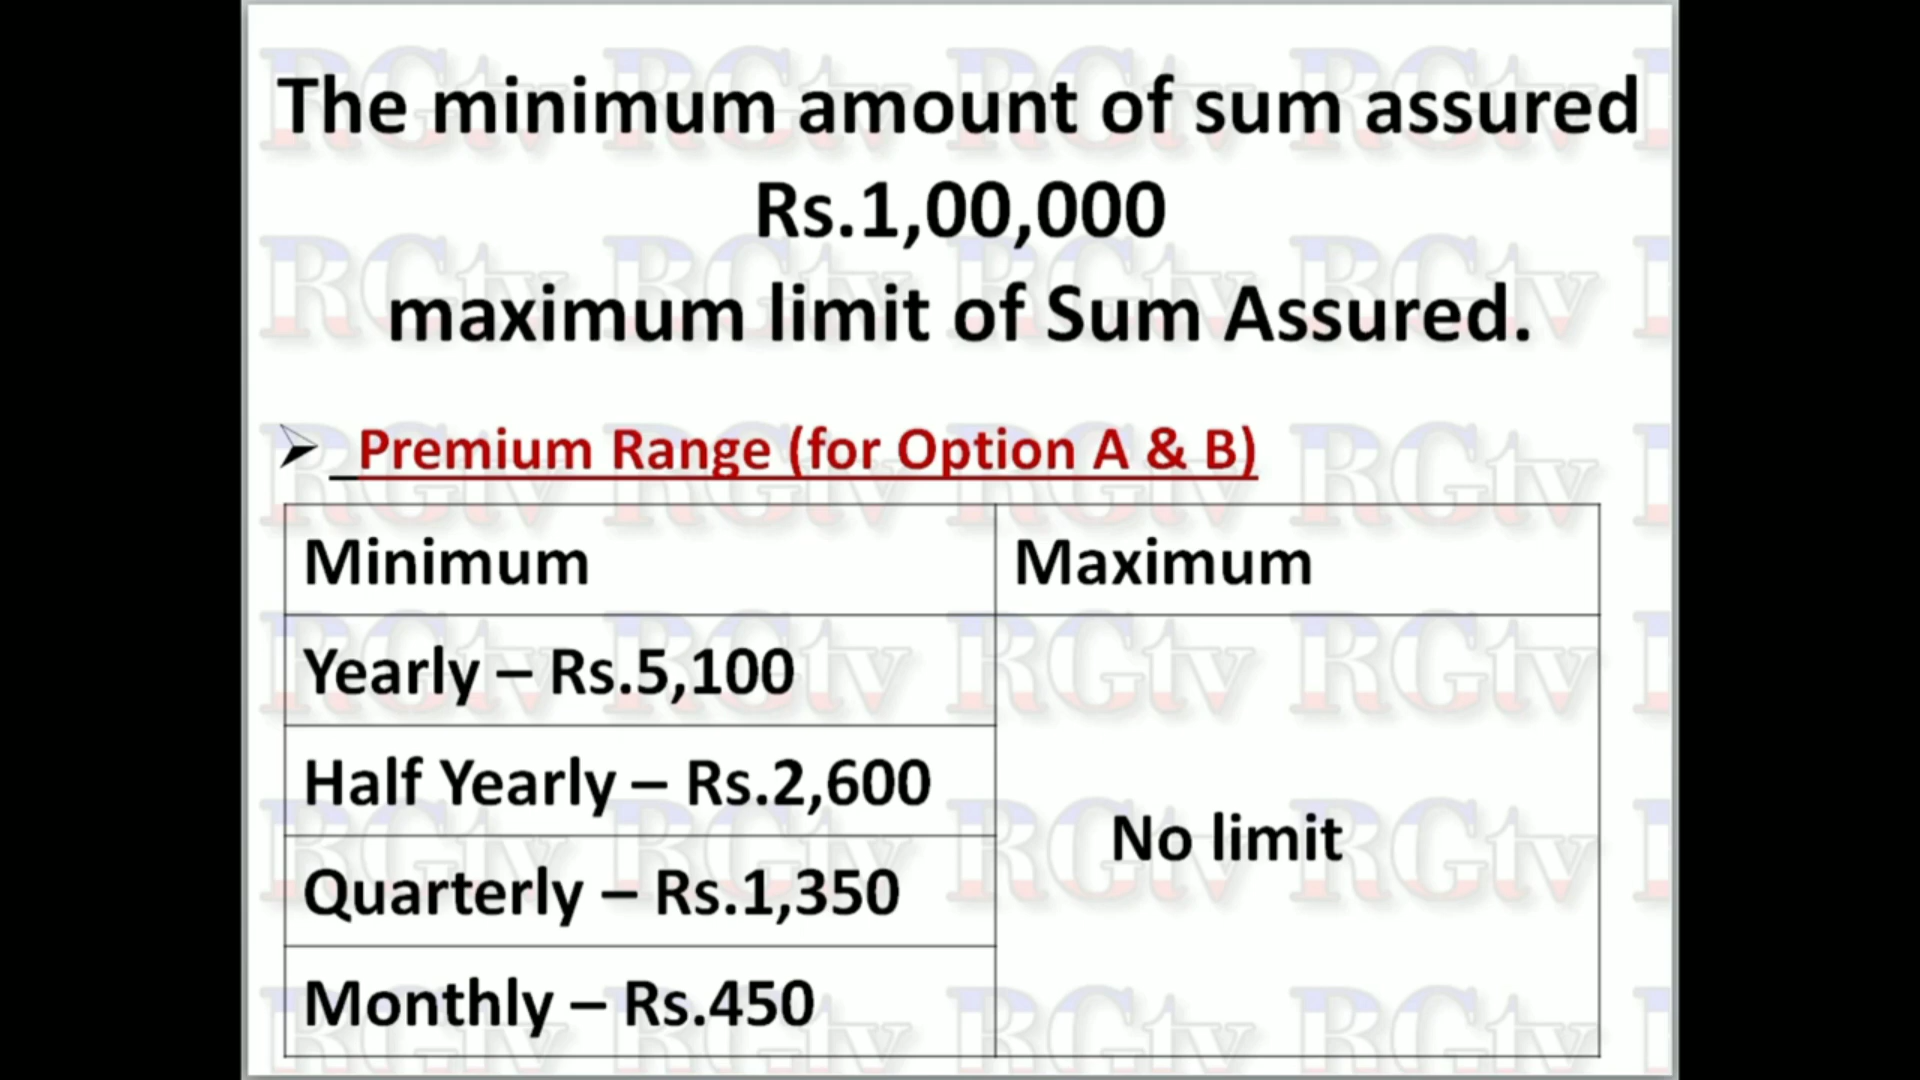 The minimum amount of sum assured
Rs.1,00,000
maximum limit of Sum Assured.
➢ Premium Range (for Option A & B)
Minimum
Maximum
Yearly – Rs.5,100
Half Yearly – Rs.2,600
No limit
Quarterly – Rs.1,350
Monthly – Rs.450
RGtv